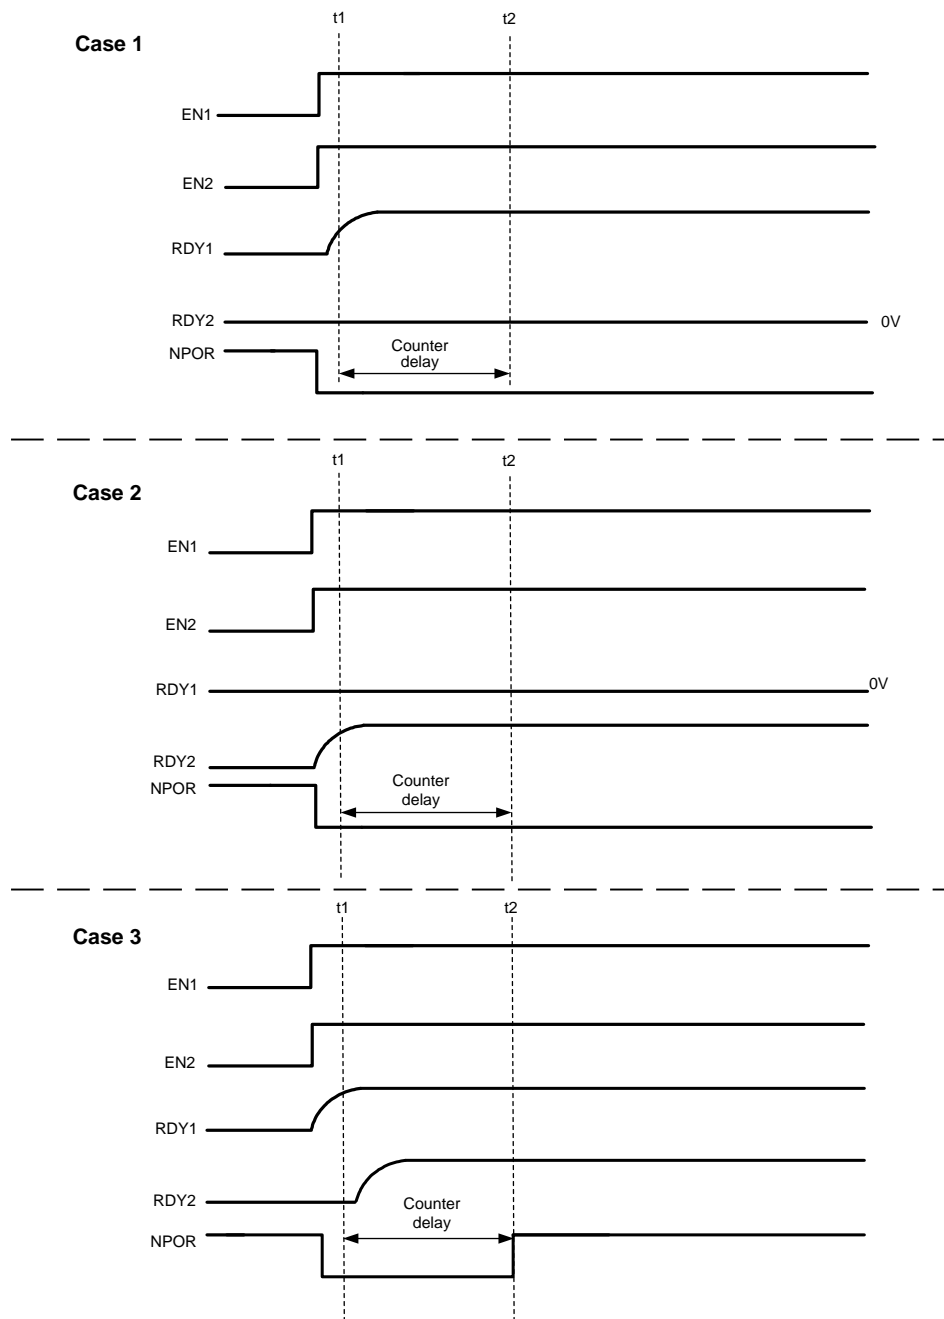 t1 t2
Case 1
EN1
EN2
RDY1
RDY2 0V
NPOR
Counter
delay
t1 t2
Case 2
EN1
EN2
RDY1 0V
RDY2
NPOR
Counter
delay
t1 t2
Case 3
EN1
EN2
RDY1
RDY2
Counter
delay
NPOR